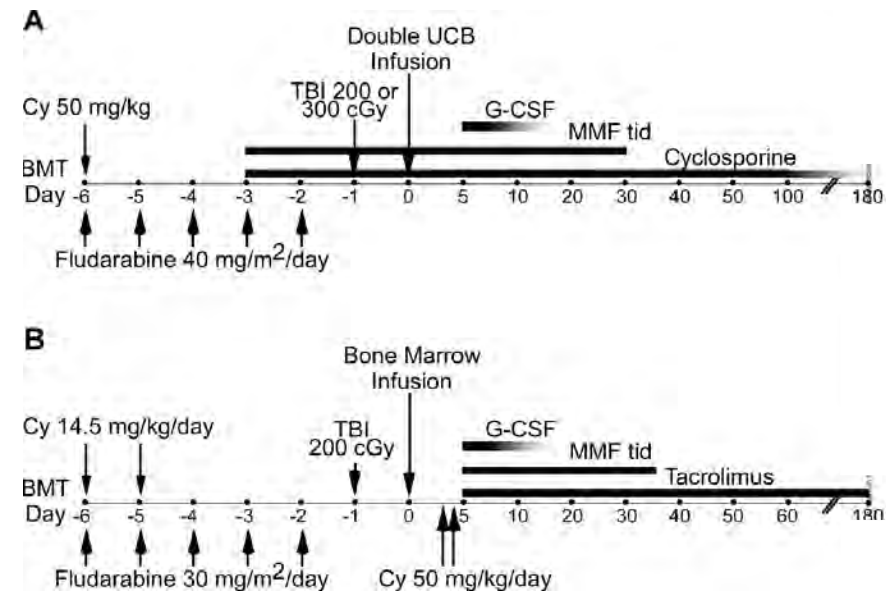 A
Double UCB
Infusion
TBI 200 or
300 cGy
Cy 50 mg/kg
G-CSF
MMF tid
Cyclosporine
BMT
Day -6 -5 -4 -3 -2 -1 0 5 10 20 30 40 50 100 180
Fludarabine 40 mg/m²/day
B
Bone Marrow
Infusion
Cy 14.5 mg/kg/day
TBI
200 cGy
G-CSF
MMF tid
Tacrolimus
BMT
Day -6 -5 -4 -3 -2 -1 0 5 10 20 30 40 50 60 180
Fludarabine 30 mg/m²/day Cy 50 mg/kg/day